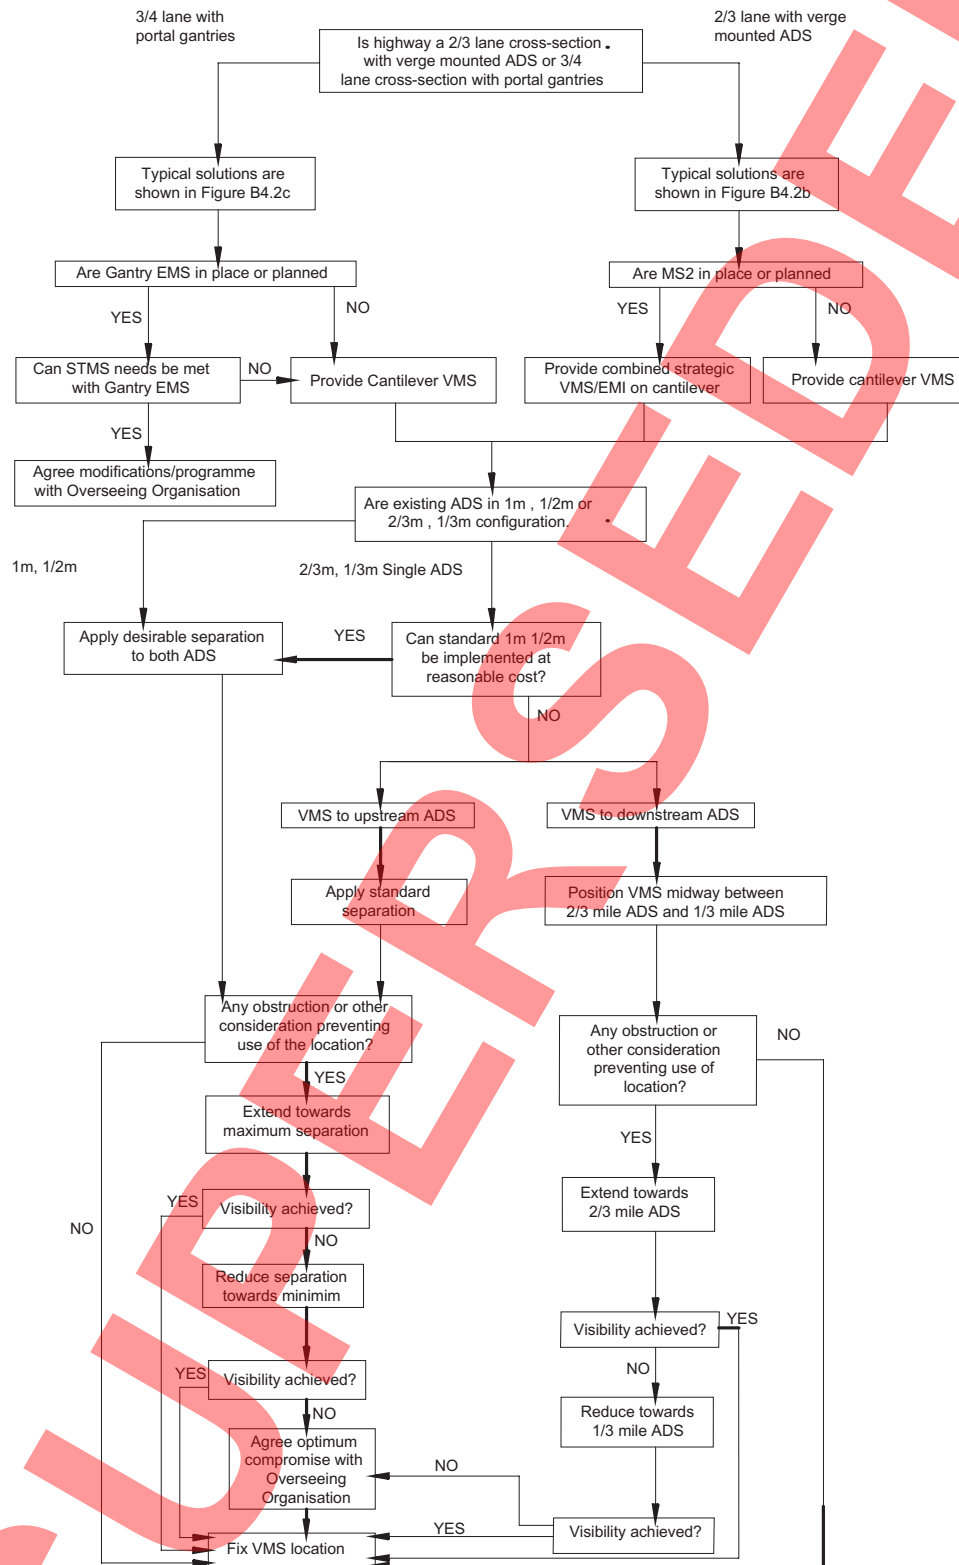 3/4 lane with
portal gantries
2/3 lane with verge
mounted ADS
Is highway a 2/3 lane cross-section
with verge mounted ADS or 3/4
lane cross-section with portal gantries
Typical solutions are
shown in Figure B4.2c
Typical solutions are
shown in Figure B4.2b
Are Gantry EMS in place or planned
Are MS2 in place or planned
YES
NO
YES
NO
Can STMS needs be met
with Gantry EMS
NO
Provide Cantilever VMS
Provide combined strategic
VMS/EMI on cantilever
Provide cantilever VMS
YES
Agree modifications/programme
with Overseeing Organisation
Are existing ADS in 1m , 1/2m or
2/3m , 1/3m configuration.
1m, 1/2m
2/3m, 1/3m Single ADS
Apply desirable separation
to both ADS
YES
Can standard 1m 1/2m
be implemented at
reasonable cost?
NO
VMS to upstream ADS
VMS to downstream ADS
Apply standard
separation
Position VMS midway between
2/3 mile ADS and 1/3 mile ADS
Any obstruction or other
consideration preventing
use of the location?
Any obstruction or
other consideration
preventing use of
location?
NO
YES
Extend towards
maximum separation
YES
Extend towards
2/3 mile ADS
YES
Visibility achieved?
NO
NO
Reduce separation
towards minimim
Visibility achieved?
YES
NO
YES
Visibility achieved?
NO
Reduce towards
1/3 mile ADS
Agree optimum
compromise with
Overseeing
Organisation
NO
YES
Visibility achieved?
Fix VMS location
SUPERSEDED